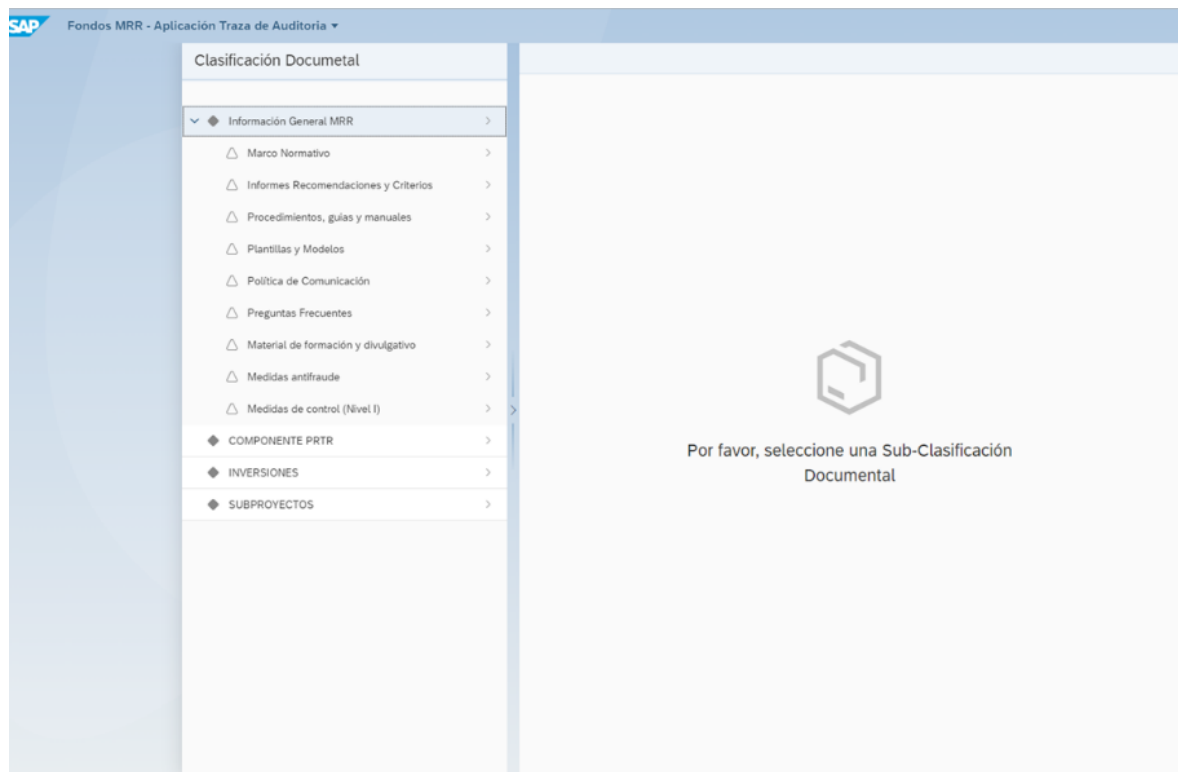 SAP Fondos MRR - Aplicación Traza de Auditoria
Clasificación Documetal
Información General MRR
Marco Normativo
Informes Recomendaciones y Criterios
Procedimientos, guias y manuales
Plantillas y Modelos
Política de Comunicación
Preguntas Frecuentes
Material de formación y divulgativo
Medidas antifraude
Medidas de control (Nivel I)
COMPONENTE PRTR
INVERSIONES
SUBPROYECTOS
Por favor, seleccione una Sub-Clasificación
Documental